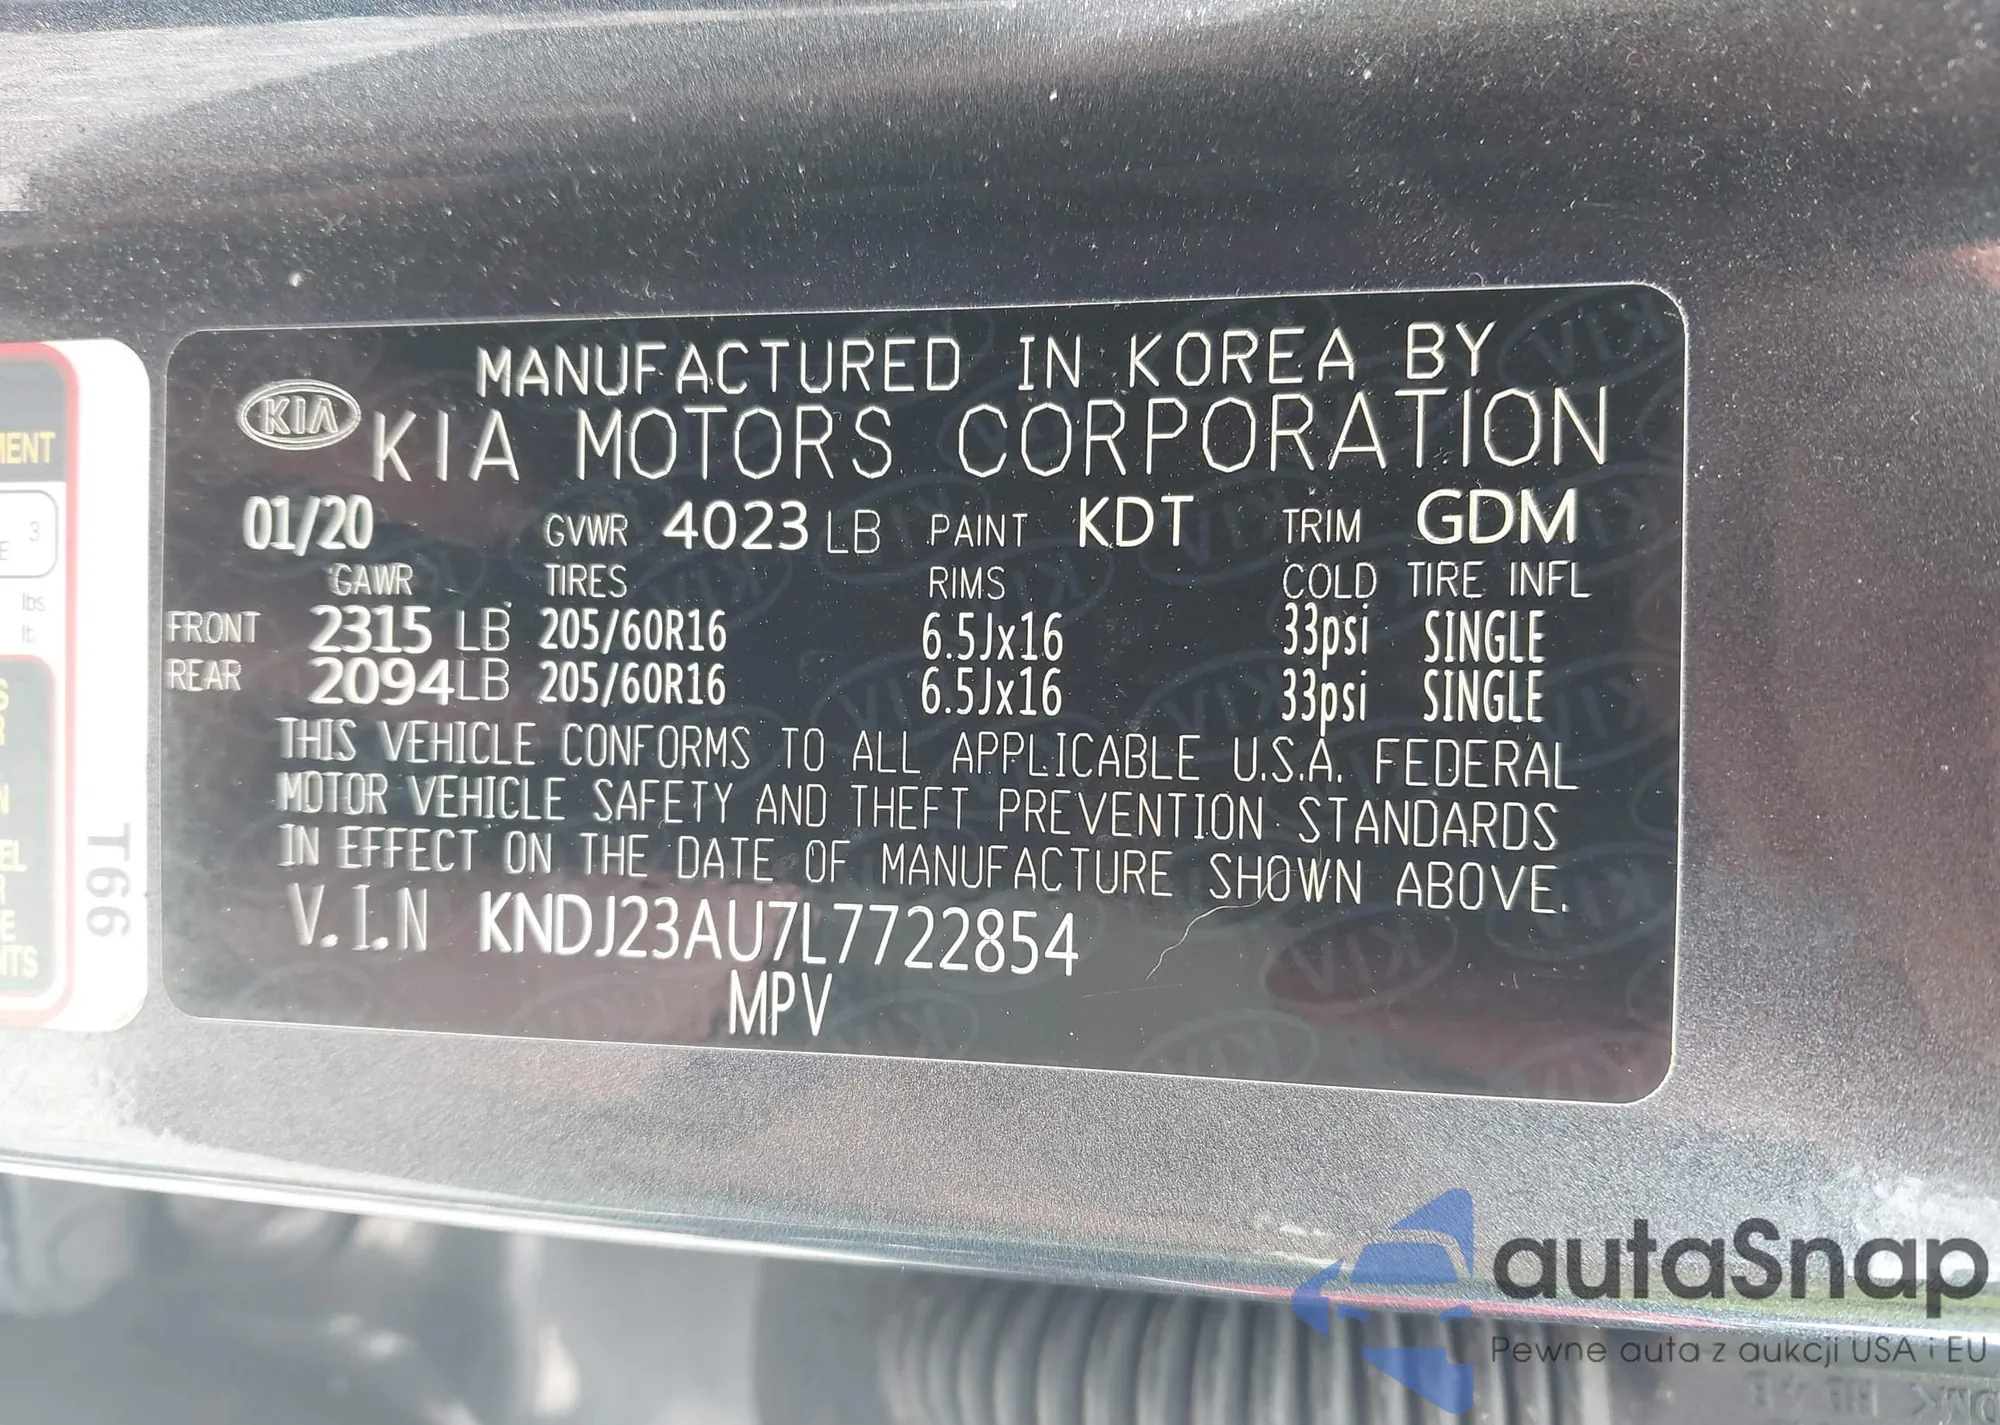 MANUFACTURED IN KOREA BY
KIA KIA MOTORS CORPORATION
01/20 GVWR 4023 LB PAINT KDT TRIM GDM
GAWR TIRES RIMS COLD TIRE INFL
FRONT 2315 LB 205/60R16 6.5Jx16 33psi SINGLE
REAR 2094 LB 205/60R16 6.5Jx16 33psi SINGLE
THIS VEHICLE CONFORMS TO ALL APPLICABLE U.S.A. FEDERAL
MOTOR VEHICLE SAFETY AND THEFT PREVENTION STANDARDS
IN EFFECT ON THE DATE OF MANUFACTURE SHOWN ABOVE.
V.I.N KNDJ23AU7L7722854
MPV
3
lbs
lb
T66
autaSnap
Pewne auta z aukcji USA i EU